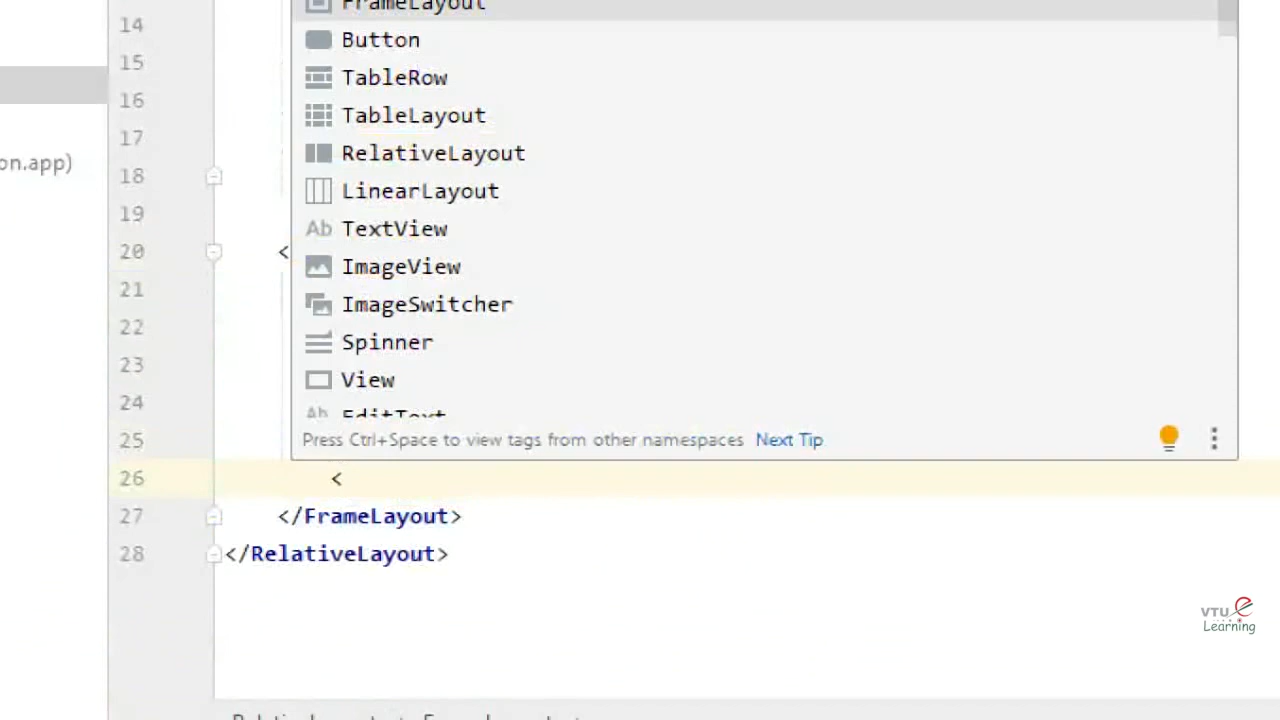 FrameLayout
14
Button
15
TableRow
16
TableLayout
17
RelativeLayout
on.app)
18
LinearLayout
19
TextView
20 <
ImageView
21
ImageSwitcher
22
Spinner
23
View
24
EditText
25
Press Ctrl+Space to view tags from other namespaces Next Tip
26 <
27 </FrameLayout>
28 </RelativeLayout>
VTU e
Learning